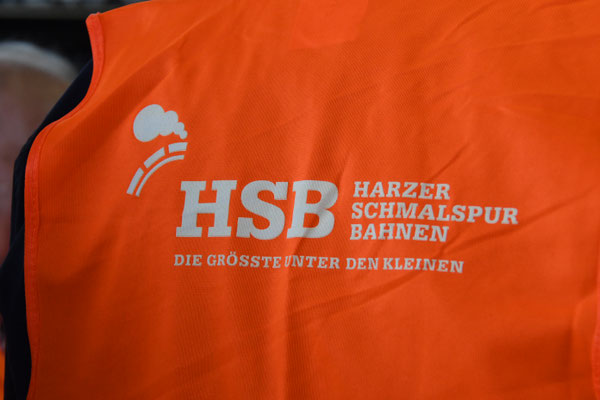 HSB HARZER
SCHMALSPUR
BAHNEN
DIE GRÖSSTE UNTER DEN KLEINEN